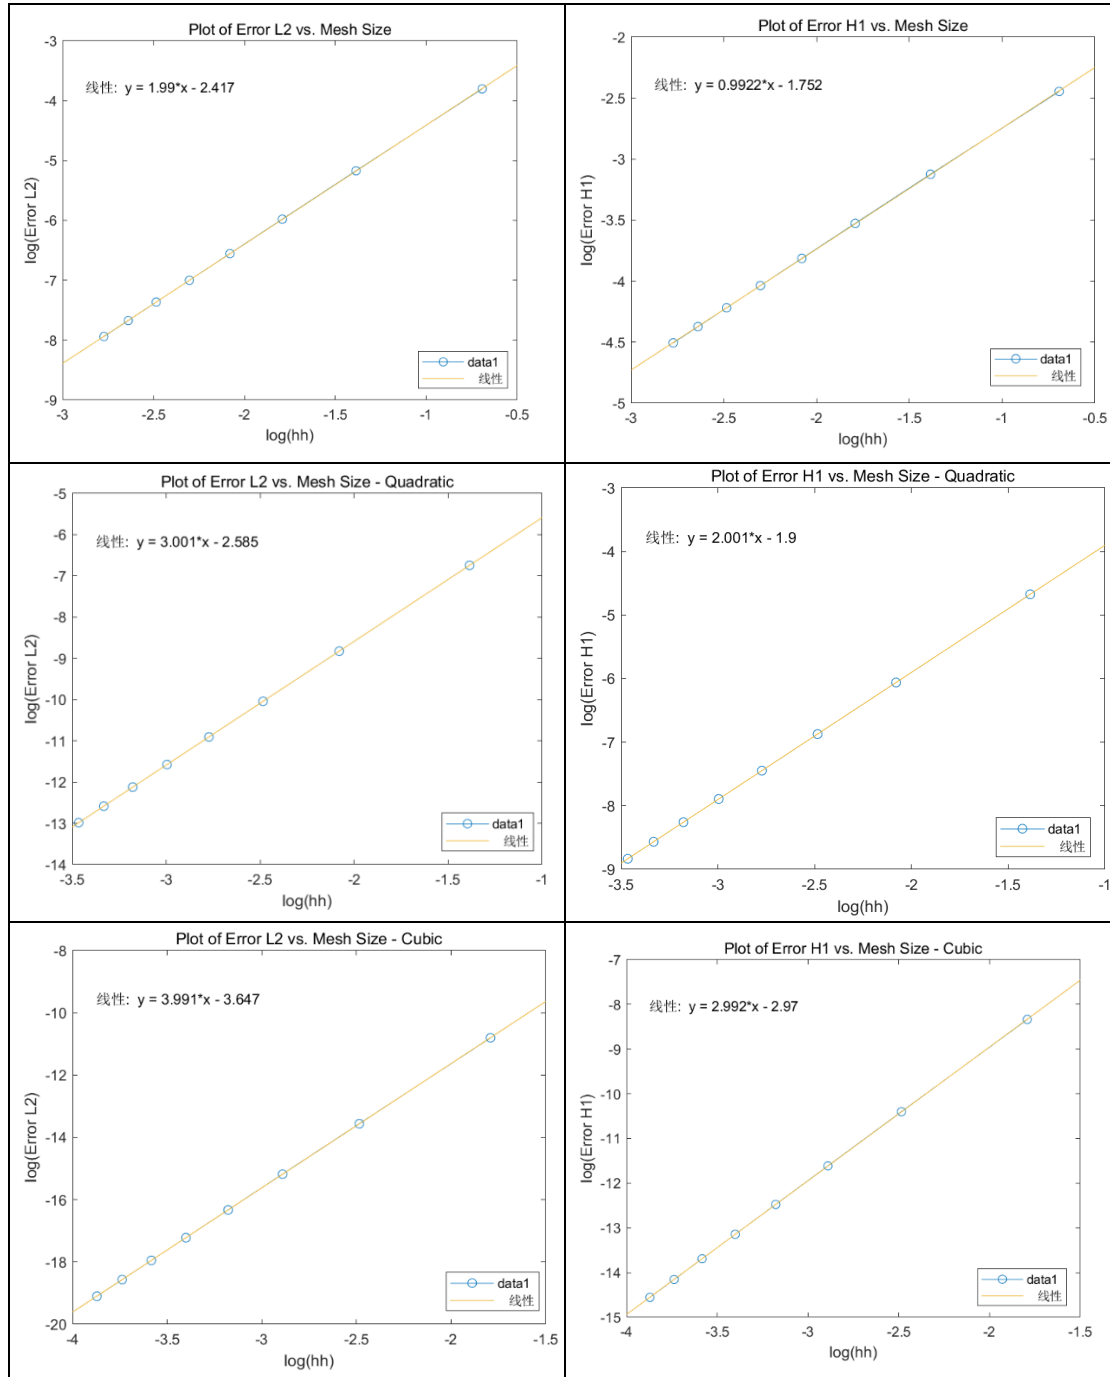 Plot of Error L2 vs. Mesh Size
线性: y = 1.99*x - 2.417
log(Error L2)
-3
-4
-5
-6
-7
-8
-9
-3
-2.5
-2
-1.5
-1
-0.5
log(hh)
data1
线性
Plot of Error H1 vs. Mesh Size
线性: y = 0.9922*x - 1.752
log(Error H1)
-2
-2.5
-3
-3.5
-4
-4.5
-5
-3
-2.5
-2
-1.5
-1
-0.5
log(hh)
data1
线性
Plot of Error L2 vs. Mesh Size - Quadratic
线性: y = 3.001*x - 2.585
log(Error L2)
-5
-6
-7
-8
-9
-10
-11
-12
-13
-14
-3.5
-3
-2.5
-2
-1.5
-1
log(hh)
data1
线性
Plot of Error H1 vs. Mesh Size - Quadratic
线性: y = 2.001*x - 1.9
log(Error H1)
-3
-4
-5
-6
-7
-8
-9
-3.5
-3
-2.5
-2
-1.5
-1
log(hh)
data1
线性
Plot of Error L2 vs. Mesh Size - Cubic
线性: y = 3.991*x - 3.647
log(Error L2)
-8
-10
-12
-14
-16
-18
-20
-4
-3.5
-3
-2.5
-2
-1.5
log(hh)
data1
线性
Plot of Error H1 vs. Mesh Size - Cubic
线性: y = 2.992*x - 2.97
log(Error H1)
-7
-8
-9
-10
-11
-12
-13
-14
-15
-4
-3.5
-3
-2.5
-2
-1.5
log(hh)
data1
线性